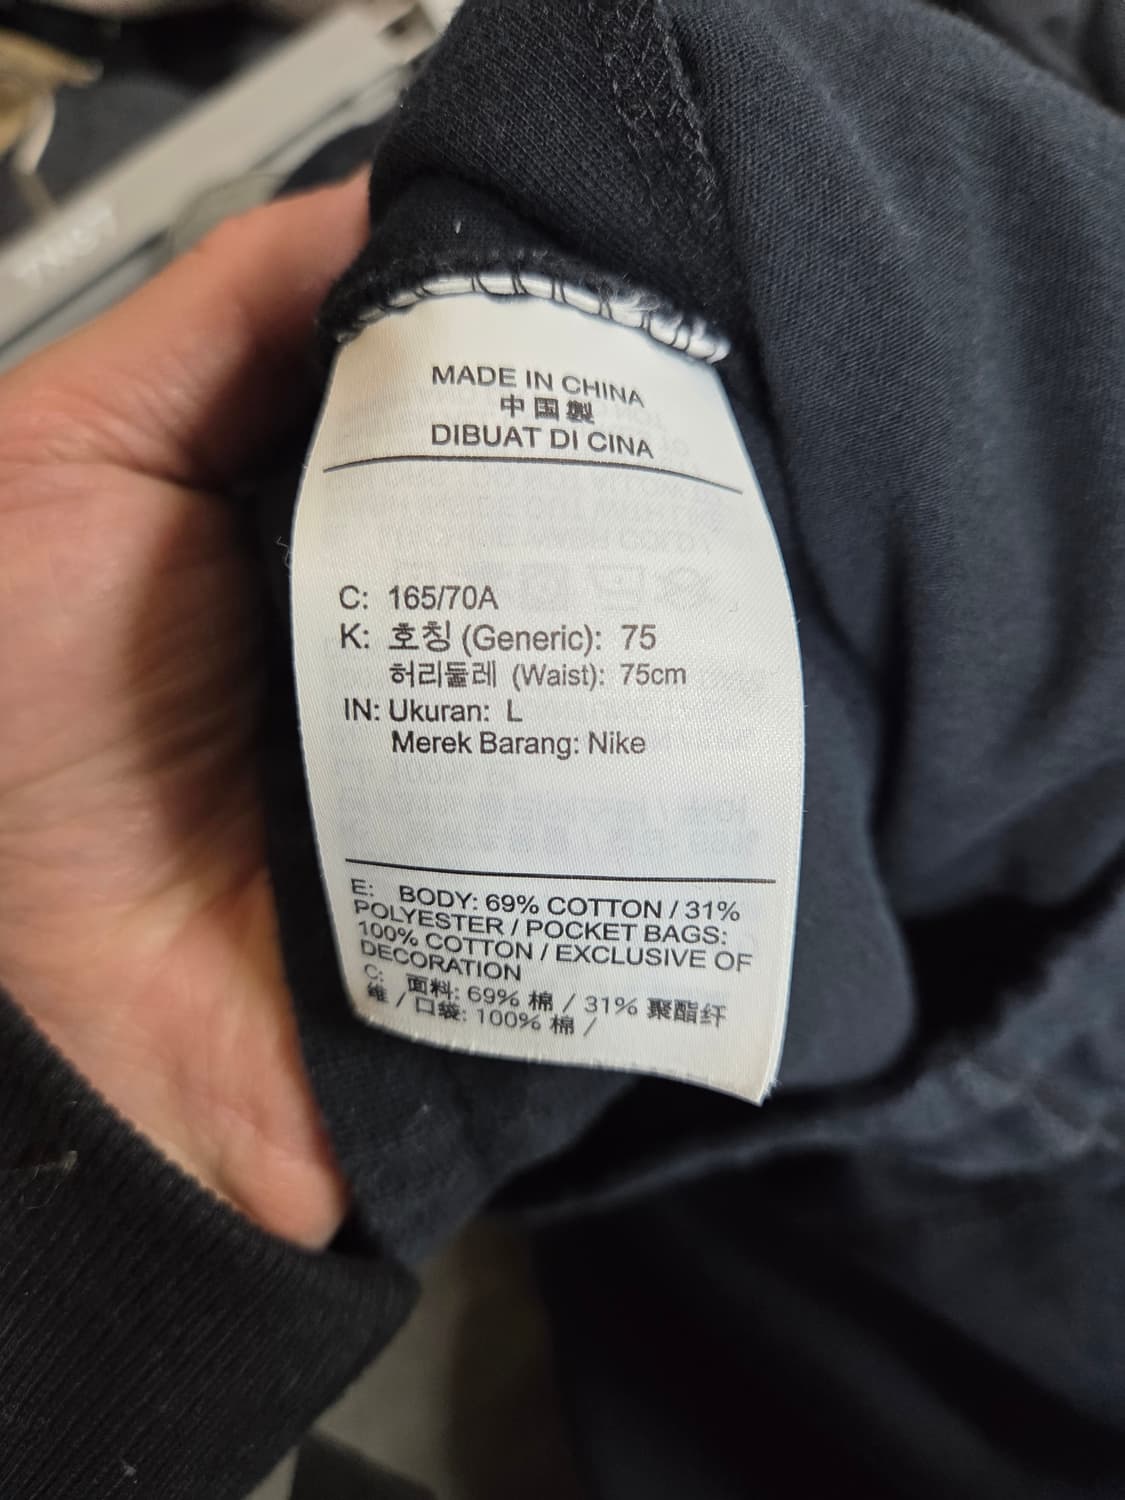 MADE IN CHINA
中国製
DIBUAT DI CINA
C: 165/70A
K: 호칭 (Generic): 75
허리둘레 (Waist): 75cm
IN: Ukuran: L
Merek Barang: Nike
E: BODY: 69% COTTON / 31%
POLYESTER / POCKET BAGS:
100% COTTON / EXCLUSIVE OF
DECORATION
C: 面料: 69% 棉 / 31% 聚酯纤
维 / 口袋: 100% 棉 /